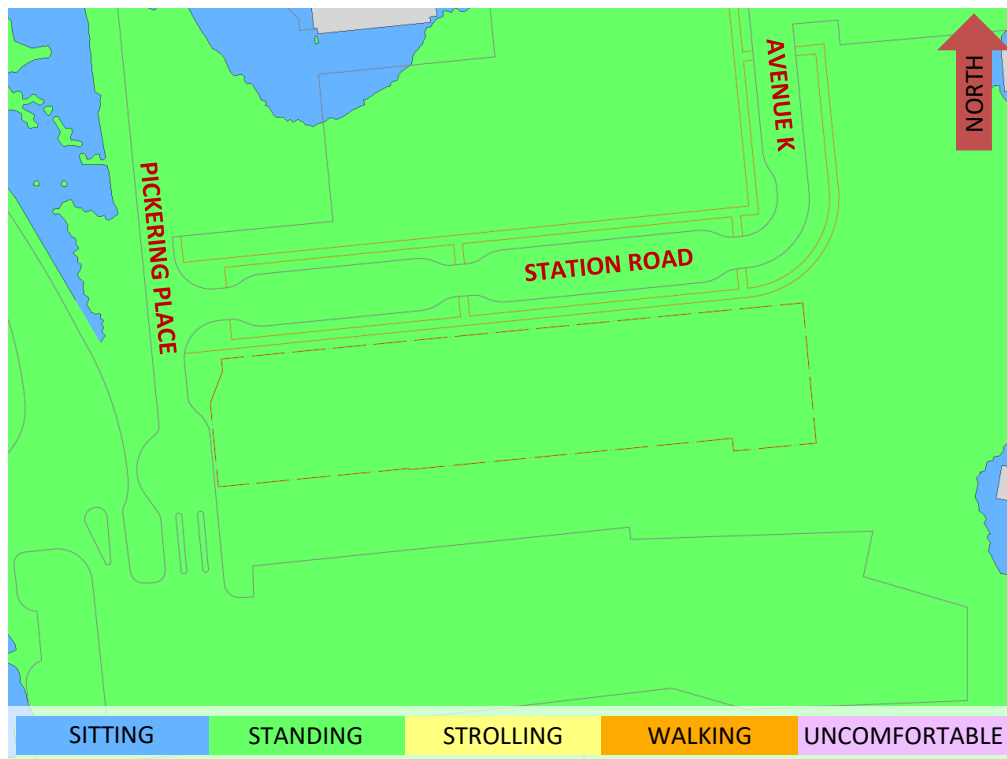 AVENUE K
NORTH
PICKERING PLACE
STATION ROAD
SITTING
STANDING
STROLLING
WALKING
UNCOMFORTABLE